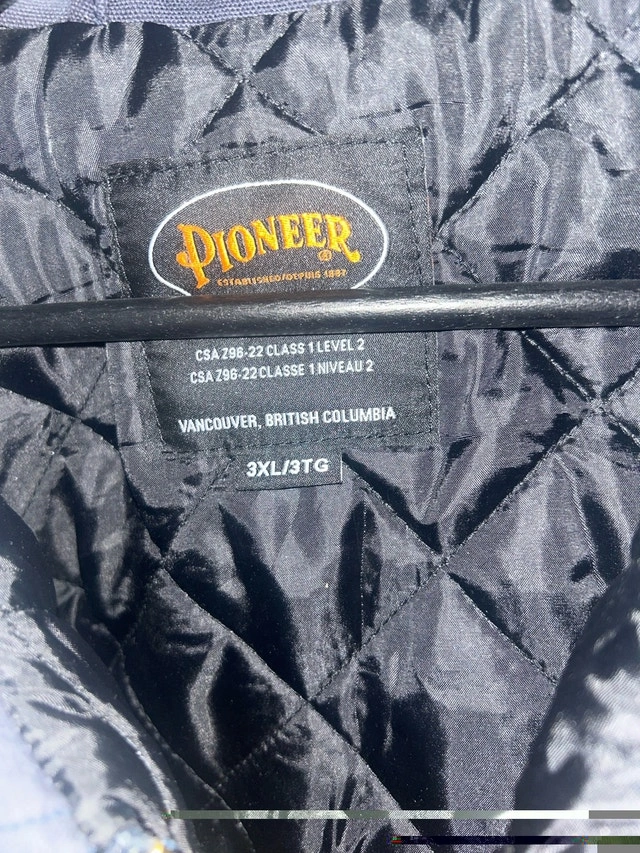 PIONEER
ESTABLISHED/DEPUIS 1887
CSA Z96-22 CLASS 1 LEVEL 2
CSA Z96-22 CLASSE 1 NIVEAU 2
VANCOUVER, BRITISH COLUMBIA
3XL/3TG